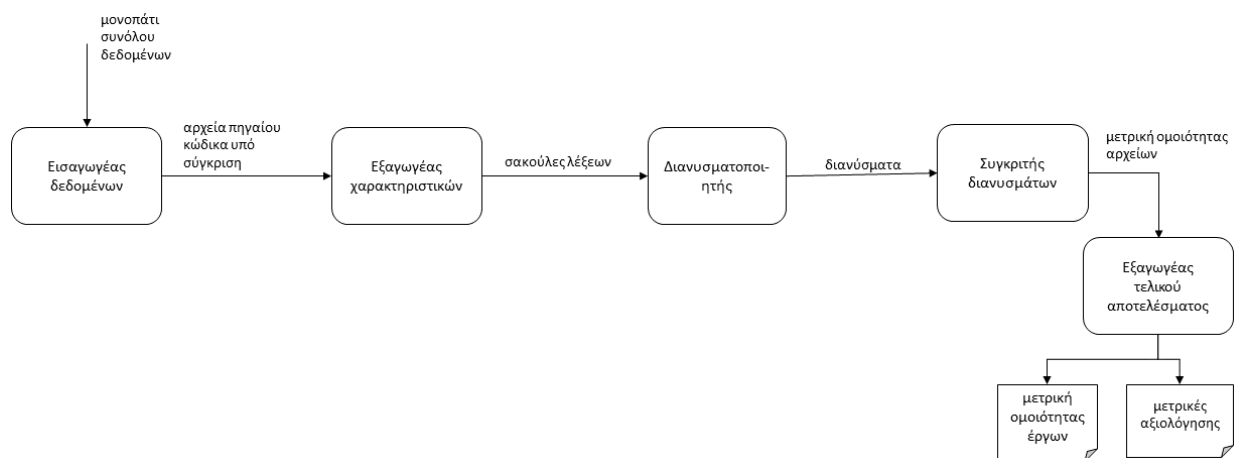 μονοπάτι
συνόλου
δεδομένων
Εισαγωγέας
δεδομένων
αρχεία πηγαίου
κώδικα υπό
σύγκριση
Εξαγωγέας
χαρακτηριστικών
σακούλες λέξεων
Διανυσματοποι-
ητής
διανύσματα
Συγκριτής
διανυσμάτων
μετρική ομοιότητας
αρχείων
Εξαγωγέας
τελικού
αποτελέσματος
μετρική
ομοιότητας
έργων
μετρικές
αξιολόγησης